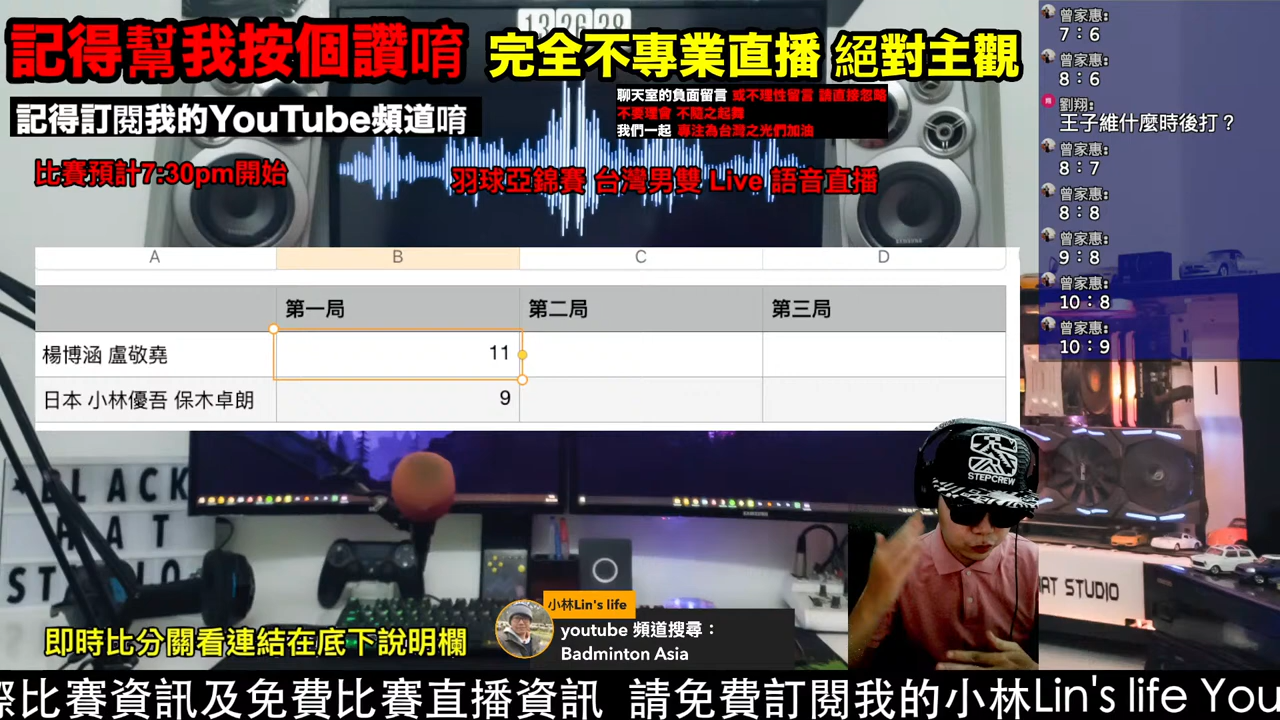 13 26 28
記得幫我按個讚唷
完全不專業直播 絕對主觀
記得訂閱我的YouTube頻道唷
聊天室的負面留言 或不理性留言 請直接忽略
不要理會 不隨之起舞
我們一起 專注為台灣之光們加油
比賽預計7:30pm開始
羽球亞錦賽 台灣男雙 Live 語音直播
A B C D
第一局 第二局 第三局
楊博涵 盧敬堯 11
日本 小林優吾 保木卓朗 9
曾家惠:
7：6
曾家惠:
8：6
劉翔:
王子維什麼時後打？
曾家惠:
8：7
曾家惠:
8：8
曾家惠:
9：8
曾家惠:
10：8
曾家惠:
10：9
STEPCREW
BLACK
HAT
STUDIO
SAMSUNG
HAT STUDIO
小林Lin's life
youtube 頻道搜尋：
Badminton Asia
即時比分關看連結在底下說明欄
際比賽資訊及免費比賽直播資訊 請免費訂閱我的小林Lin's life You